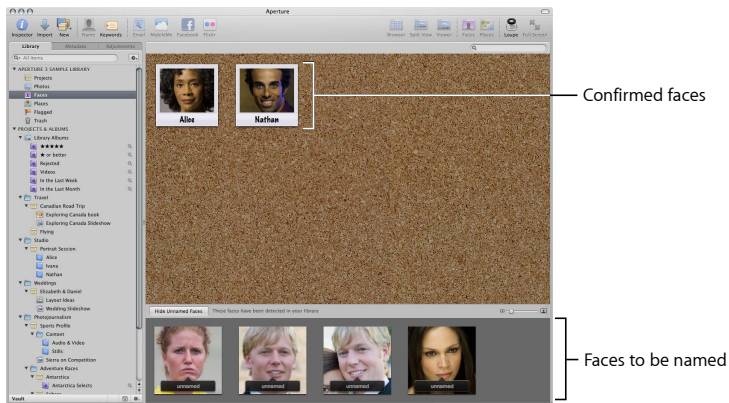 Aperture
Inspector Import New Name Keywords Email MobileMe Facebook Flickr Browser Split View Viewer Faces Places Loupe Full Screen
Library Metadata Adjustments
All items
APERTURE 3 SAMPLE LIBRARY
Projects
Photos
Faces
Places
Flagged
Trash
PROJECTS & ALBUMS
Library Albums
★★★★★
★ or better
Rejected
Videos
In the Last Week
In the Last Month
Travel
Canadian Road Trip
Exploring Canada book
Exploring Canada Slideshow
Flying
Studio
Portrait Session
Alice
Ivana
Nathan
Weddings
Elizabeth & Daniel
Layout Ideas
Wedding Slideshow
Photojournalism
Sports Profile
Content
Audio & Video
Stills
Sierra on Competition
Adventure Races
Antarctica
Antarctica Selects
Vault
Alice
Nathan
Confirmed faces
Hide Unnamed Faces These faces have been detected in your library
unnamed unnamed unnamed unnamed
Faces to be named